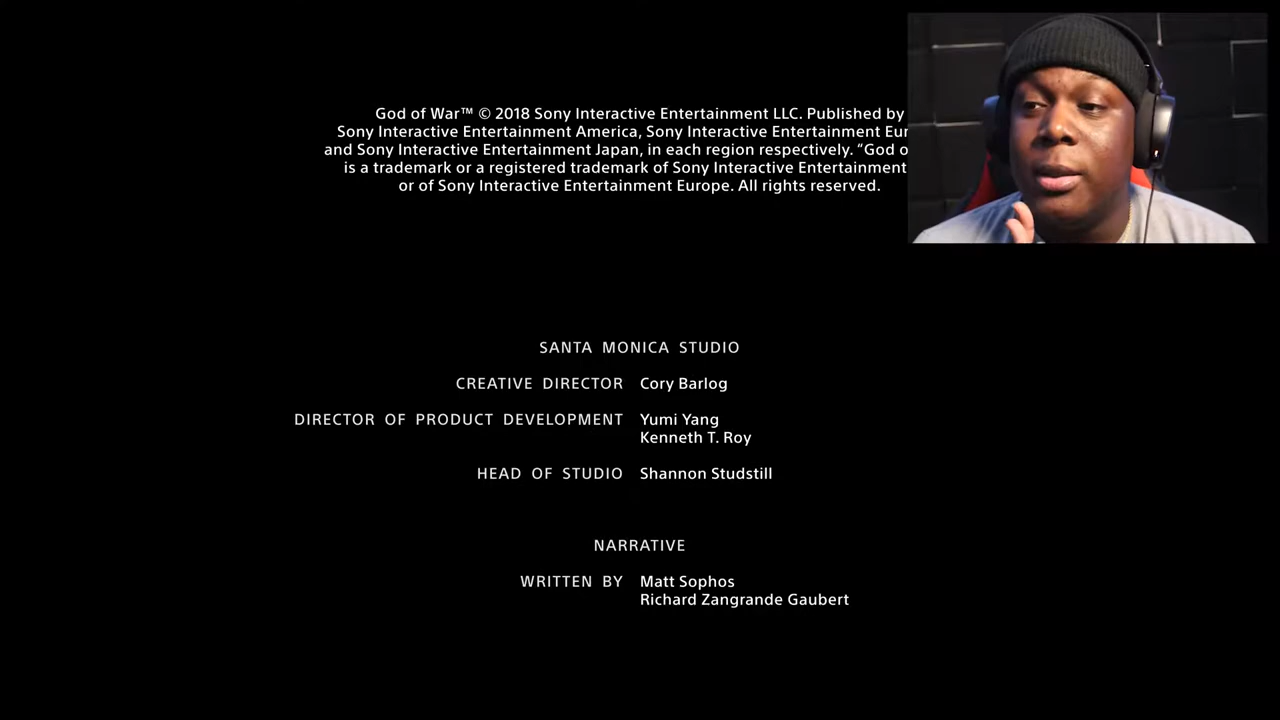 God of War™ © 2018 Sony Interactive Entertainment LLC. Published by
Sony Interactive Entertainment America, Sony Interactive Entertainment Eur
and Sony Interactive Entertainment Japan, in each region respectively. “God o
is a trademark or a registered trademark of Sony Interactive Entertainment
or of Sony Interactive Entertainment Europe. All rights reserved.
SANTA MONICA STUDIO
CREATIVE DIRECTOR Cory Barlog
DIRECTOR OF PRODUCT DEVELOPMENT Yumi Yang
Kenneth T. Roy
HEAD OF STUDIO Shannon Studstill
NARRATIVE
WRITTEN BY Matt Sophos
Richard Zangrande Gaubert